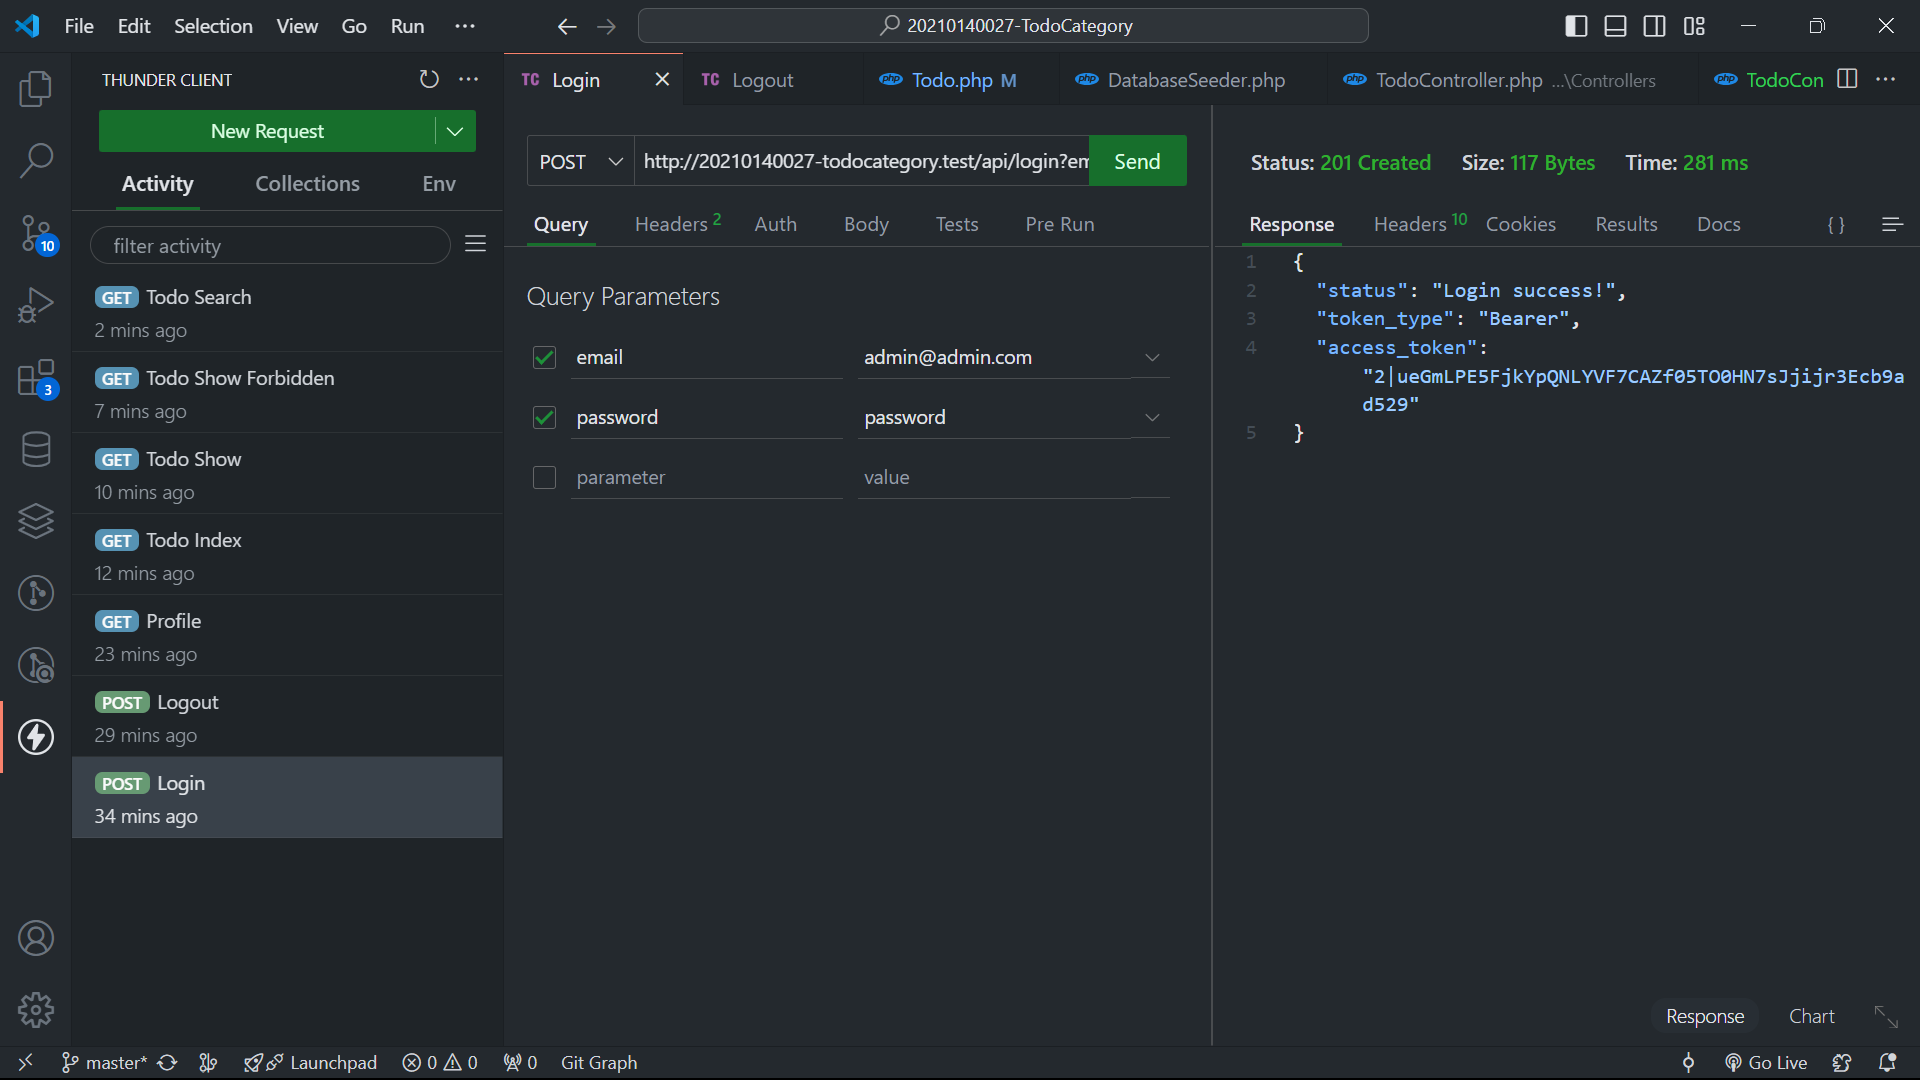 File Edit Selection View Go Run ···
20210140027-TodoCategory
THUNDER CLIENT
TC Login
TC Logout
php Todo.php M
php DatabaseSeeder.php
php TodoController.php ...\Controllers
php TodoCon
New Request
POST
http://20210140027-todocategory.test/api/login?em
Send
Status: 201 Created Size: 117 Bytes Time: 281 ms
Activity Collections Env
Query Headers 2 Auth Body Tests Pre Run
Response Headers 10 Cookies Results Docs { }
filter activity
10
3
GET Todo Search
2 mins ago
GET Todo Show Forbidden
7 mins ago
GET Todo Show
10 mins ago
GET Todo Index
12 mins ago
GET Profile
23 mins ago
POST Logout
29 mins ago
POST Login
34 mins ago
Query Parameters
email admin@admin.com
password password
parameter value
1 {
2 "status": "Login success!",
3 "token_type": "Bearer",
4 "access_token":
"2|ueGmLPE5FjkYpQNLYVF7CAZf05TO0HN7sJjijr3Ecb9a
d529"
5 }
Response Chart
master* Launchpad 0 0 0 Git Graph
Go Live